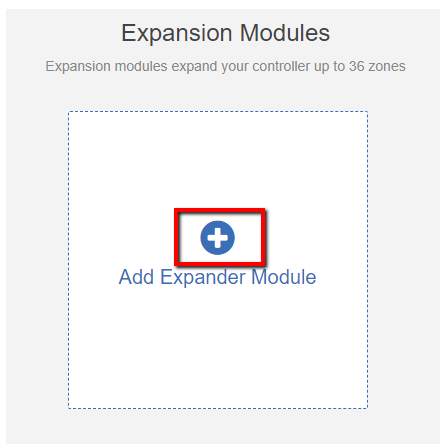 Expansion Modules
Expansion modules expand your controller up to 36 zones
Add Expander Module